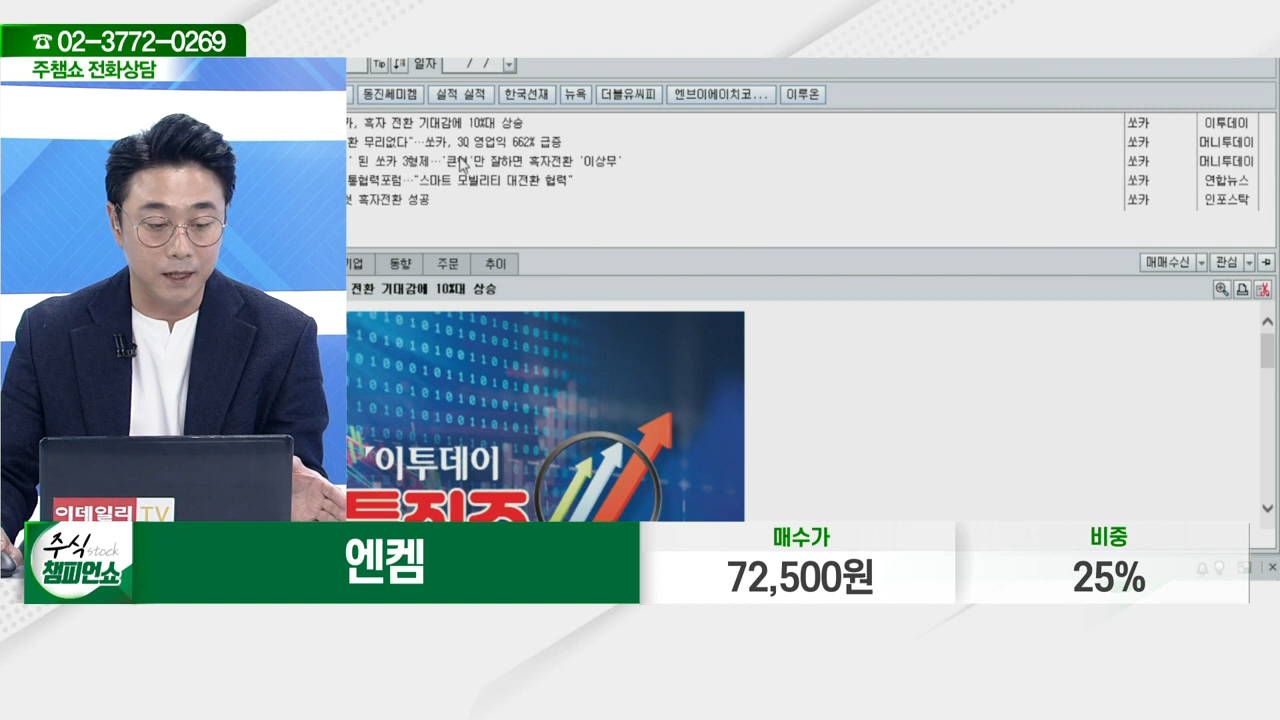 ☎ 02-3772-0269
주챔쇼 전화상담
Tip 일자 / /
동진쎄미켐 실적 실적 한국선재 뉴욕 더블유씨피 엔브이에이치코... 이루온
카, 흑자 전환 기대감에 10%대 상승 쏘카 이투데이
환 무리없다"…쏘카, 3Q 영업익 662% 급증 쏘카 머니투데이
' 된 쏘카 3형제…'큰형'만 잘하면 흑자전환 '이상무' 쏘카 머니투데이
통협력포럼…"스마트 모빌리티 대전환 협력" 쏘카 연합뉴스
첫 흑자전환 성공 쏘카 인포스탁
기업 동향 주문 추미 매매수신 관심
전환 기대감에 10%대 상승
이투데이
특징주
이데일리 TV
주식 stock
챔피언쇼
엔켐
매수가
72,500원
비중
25%